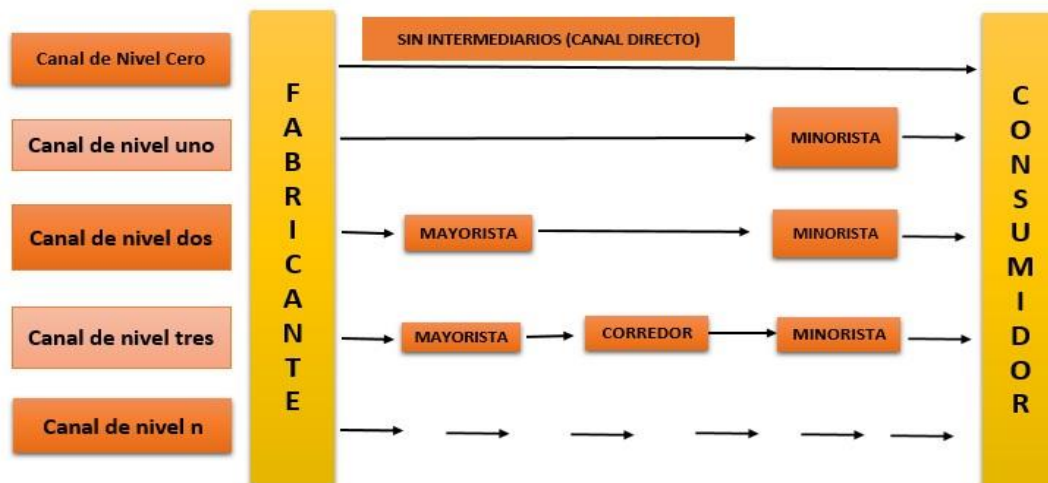 Canal de Nivel Cero
FABRICANTE
SIN INTERMEDIARIOS (CANAL DIRECTO)
CONSUMIDOR
Canal de nivel uno
MINORISTA
Canal de nivel dos
MAYORISTA
MINORISTA
Canal de nivel tres
MAYORISTA
CORREDOR
MINORISTA
Canal de nivel n